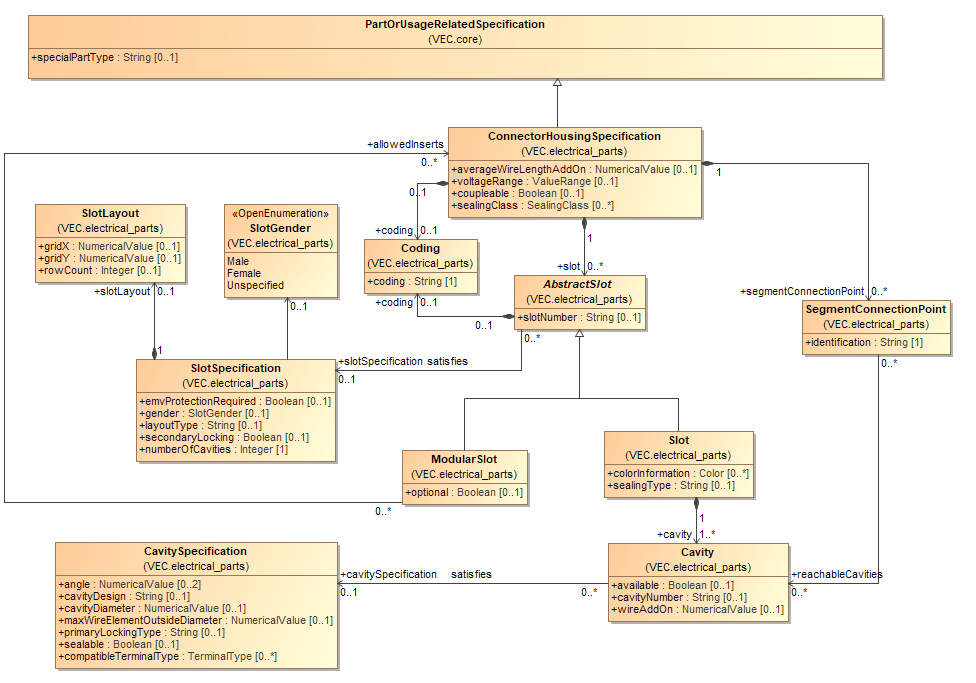 PartOrUsageRelatedSpecification
(VEC.core)
+specialPartType : String [0..1]
+allowedInserts
0..*
ConnectorHousingSpecification
(VEC.electrical_parts)
+averageWireLengthAddOn : NumericalValue [0..1]
+voltageRange : ValueRange [0..1]
+coupleable : Boolean [0..1]
+sealingClass : SealingClass [0..*]
1
0..1
1
SlotLayout
(VEC.electrical_parts)
+gridX : NumericalValue [0..1]
+gridY : NumericalValue [0..1]
+rowCount : Integer [0..1]
«OpenEnumeration»
SlotGender
(VEC.electrical_parts)
Male
Female
Unspecified
+coding 0..1
Coding
(VEC.electrical_parts)
+coding : String [1]
+coding 0..1
+slot 0..*
AbstractSlot
(VEC.electrical_parts)
+slotNumber : String [0..1]
0..1
0..*
+segmentConnectionPoint 0..*
SegmentConnectionPoint
(VEC.electrical_parts)
+identification : String [1]
0..*
+slotLayout 0..1
0..1
1
+slotSpecification satisfies
0..1
SlotSpecification
(VEC.electrical_parts)
+emvProtectionRequired : Boolean [0..1]
+gender : SlotGender [0..1]
+layoutType : String [0..1]
+secondaryLocking : Boolean [0..1]
+numberOfCavities : Integer [1]
ModularSlot
(VEC.electrical_parts)
+optional : Boolean [0..1]
0..*
Slot
(VEC.electrical_parts)
+colorInformation : Color [0..*]
+sealingType : String [0..1]
1
+cavity 1..*
CavitySpecification
(VEC.electrical_parts)
+angle : NumericalValue [0..2]
+cavityDesign : String [0..1]
+cavityDiameter : NumericalValue [0..1]
+maxWireElementOutsideDiameter : NumericalValue [0..1]
+primaryLockingType : String [0..1]
+sealable : Boolean [0..1]
+compatibleTerminalType : TerminalType [0..*]
+cavitySpecification satisfies
0..1
0..*
Cavity
(VEC.electrical_parts)
+available : Boolean [0..1]
+cavityNumber : String [0..1]
+wireAddOn : NumericalValue [0..1]
+reachableCavities
0..*